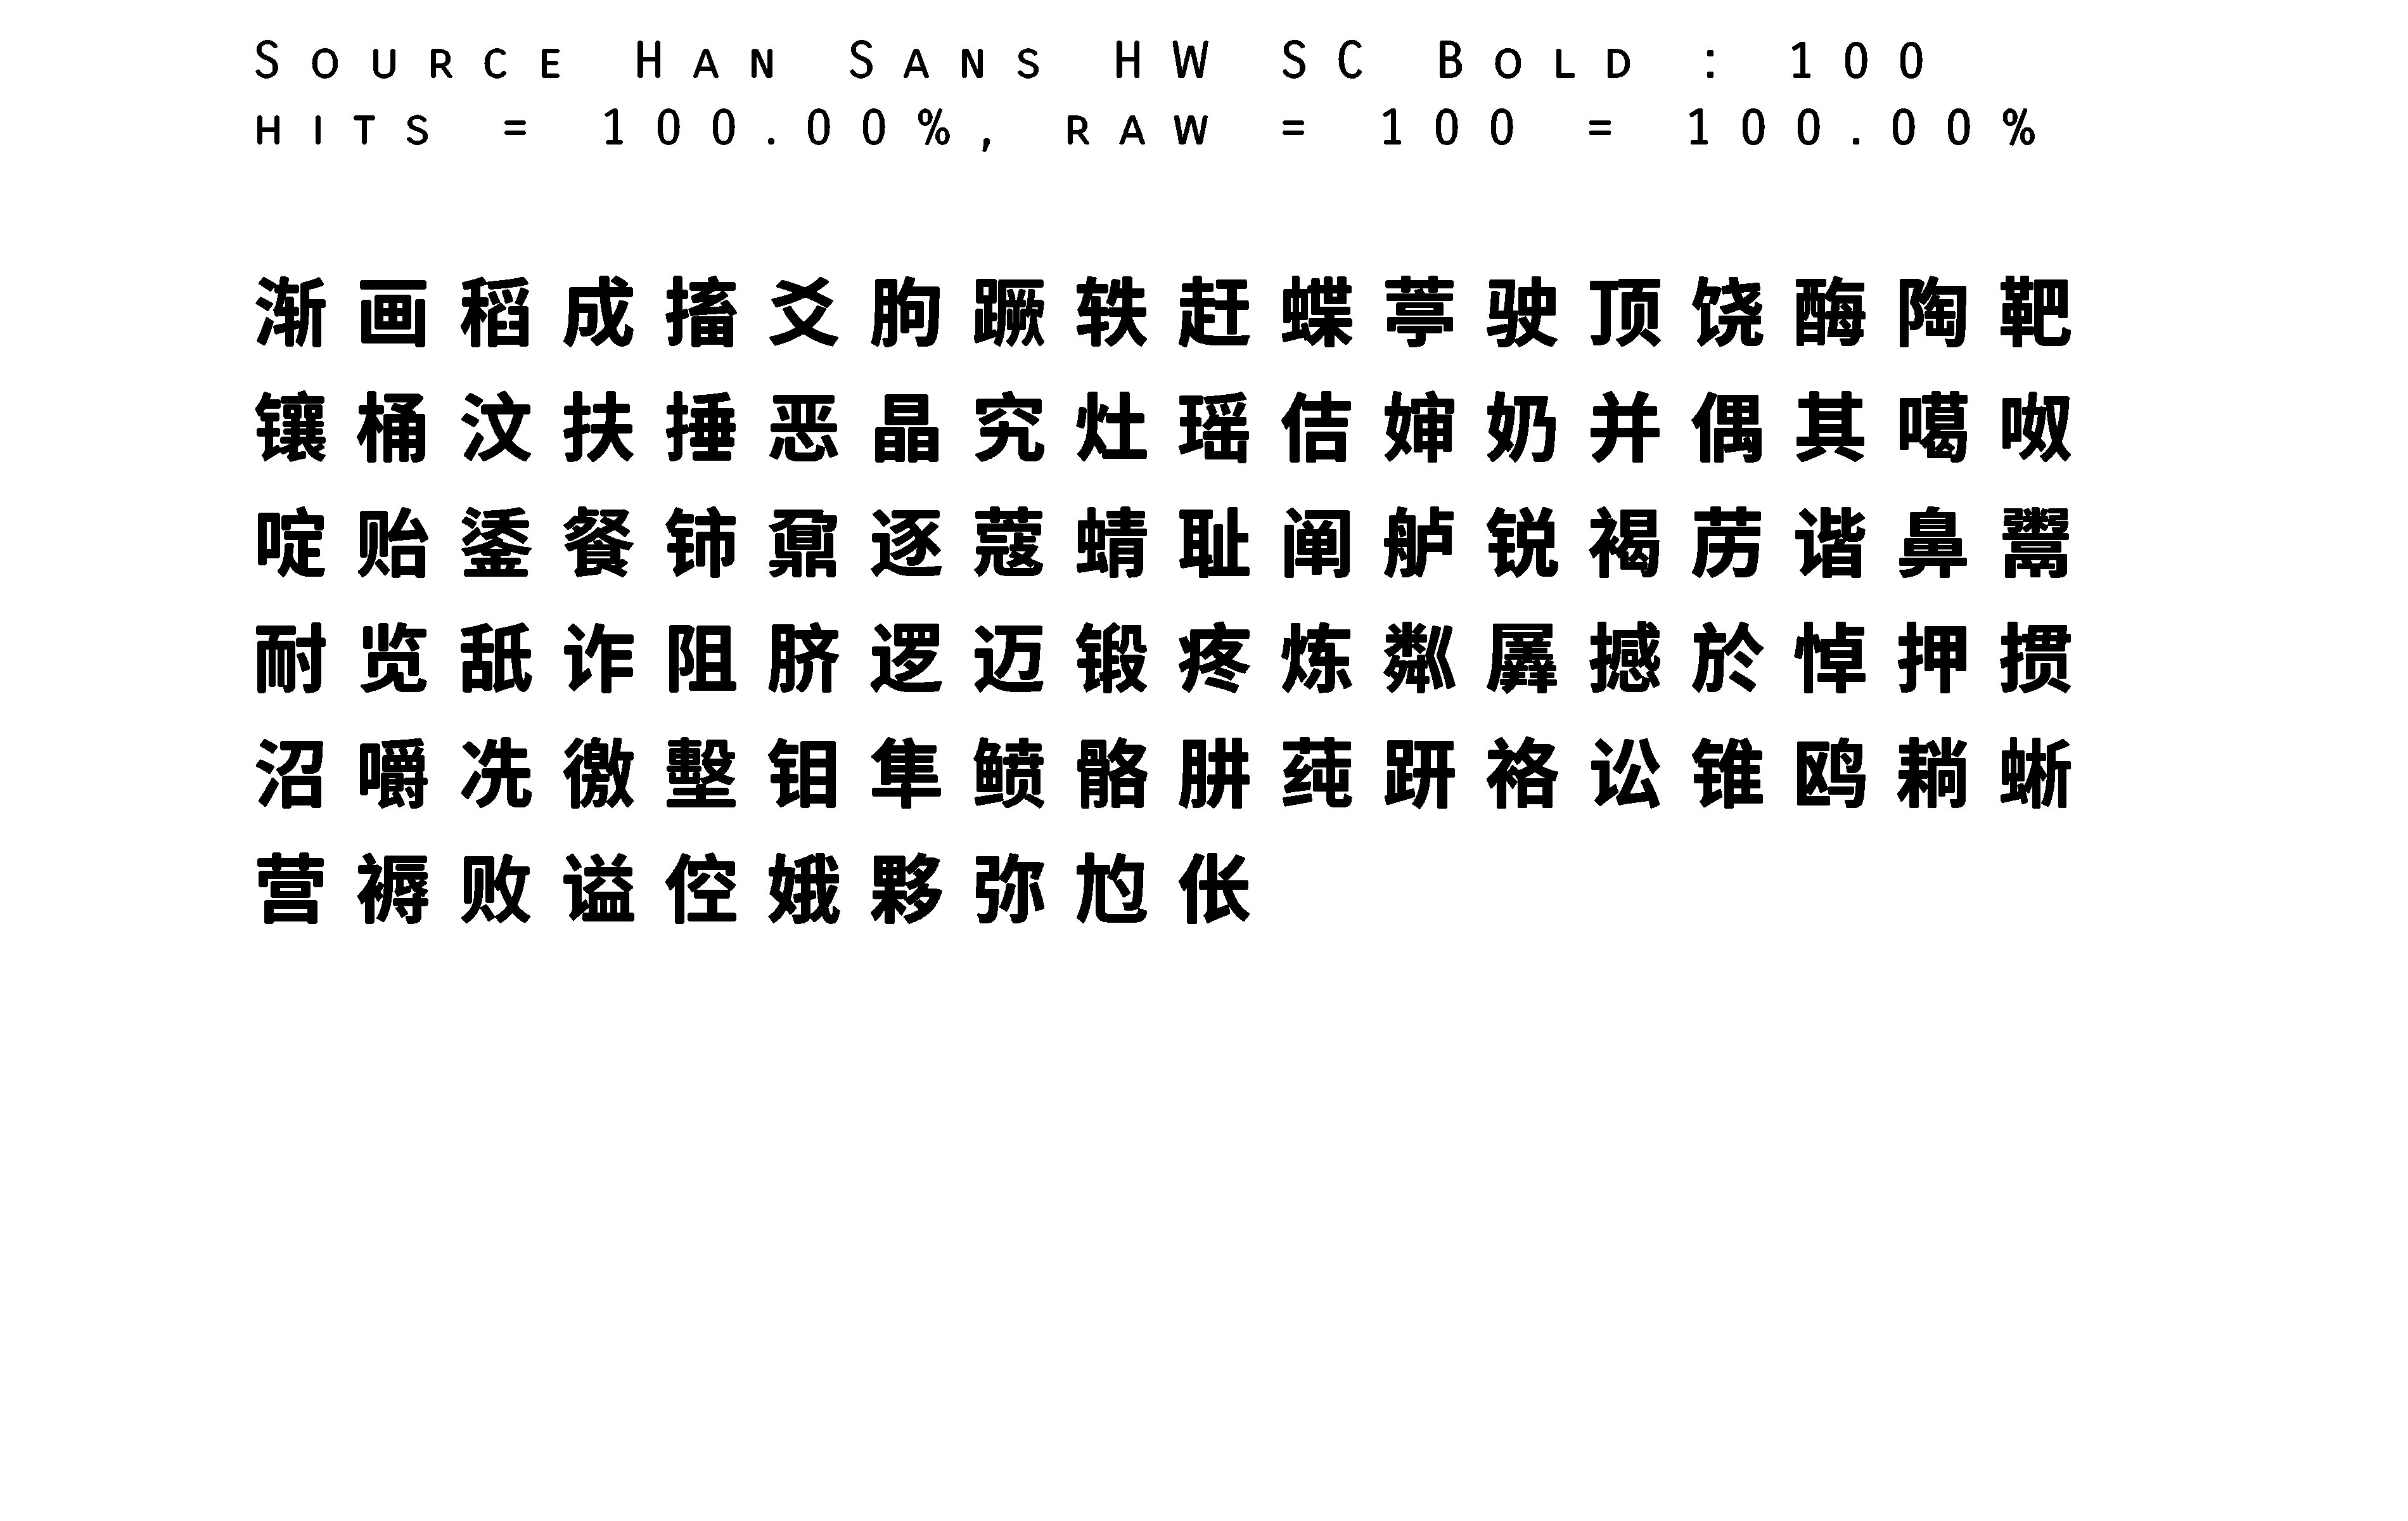 Source Han Sans HW SC Bold : 100
hits = 100.00%, raw = 100 = 100.00%
渐画稻成搐爻朐蹶轶赶蝶葶驶顶饶酶陶靶
镶桶汶扶捶恶晶究灶瑶佶婶奶并偶其噶呶
啶贻鋈餐铈鼐逐蔻蜻耻阐舻锐褐苈谐鼻鬻
耐览舐诈阻脐逻迈锻疼炼粼羼撼於悼押掼
沼嚼冼徼墼钼隼鲼骼肼莼趼袼讼锥鸥耥蜥
营褥败谥倥娥夥弥尥伥